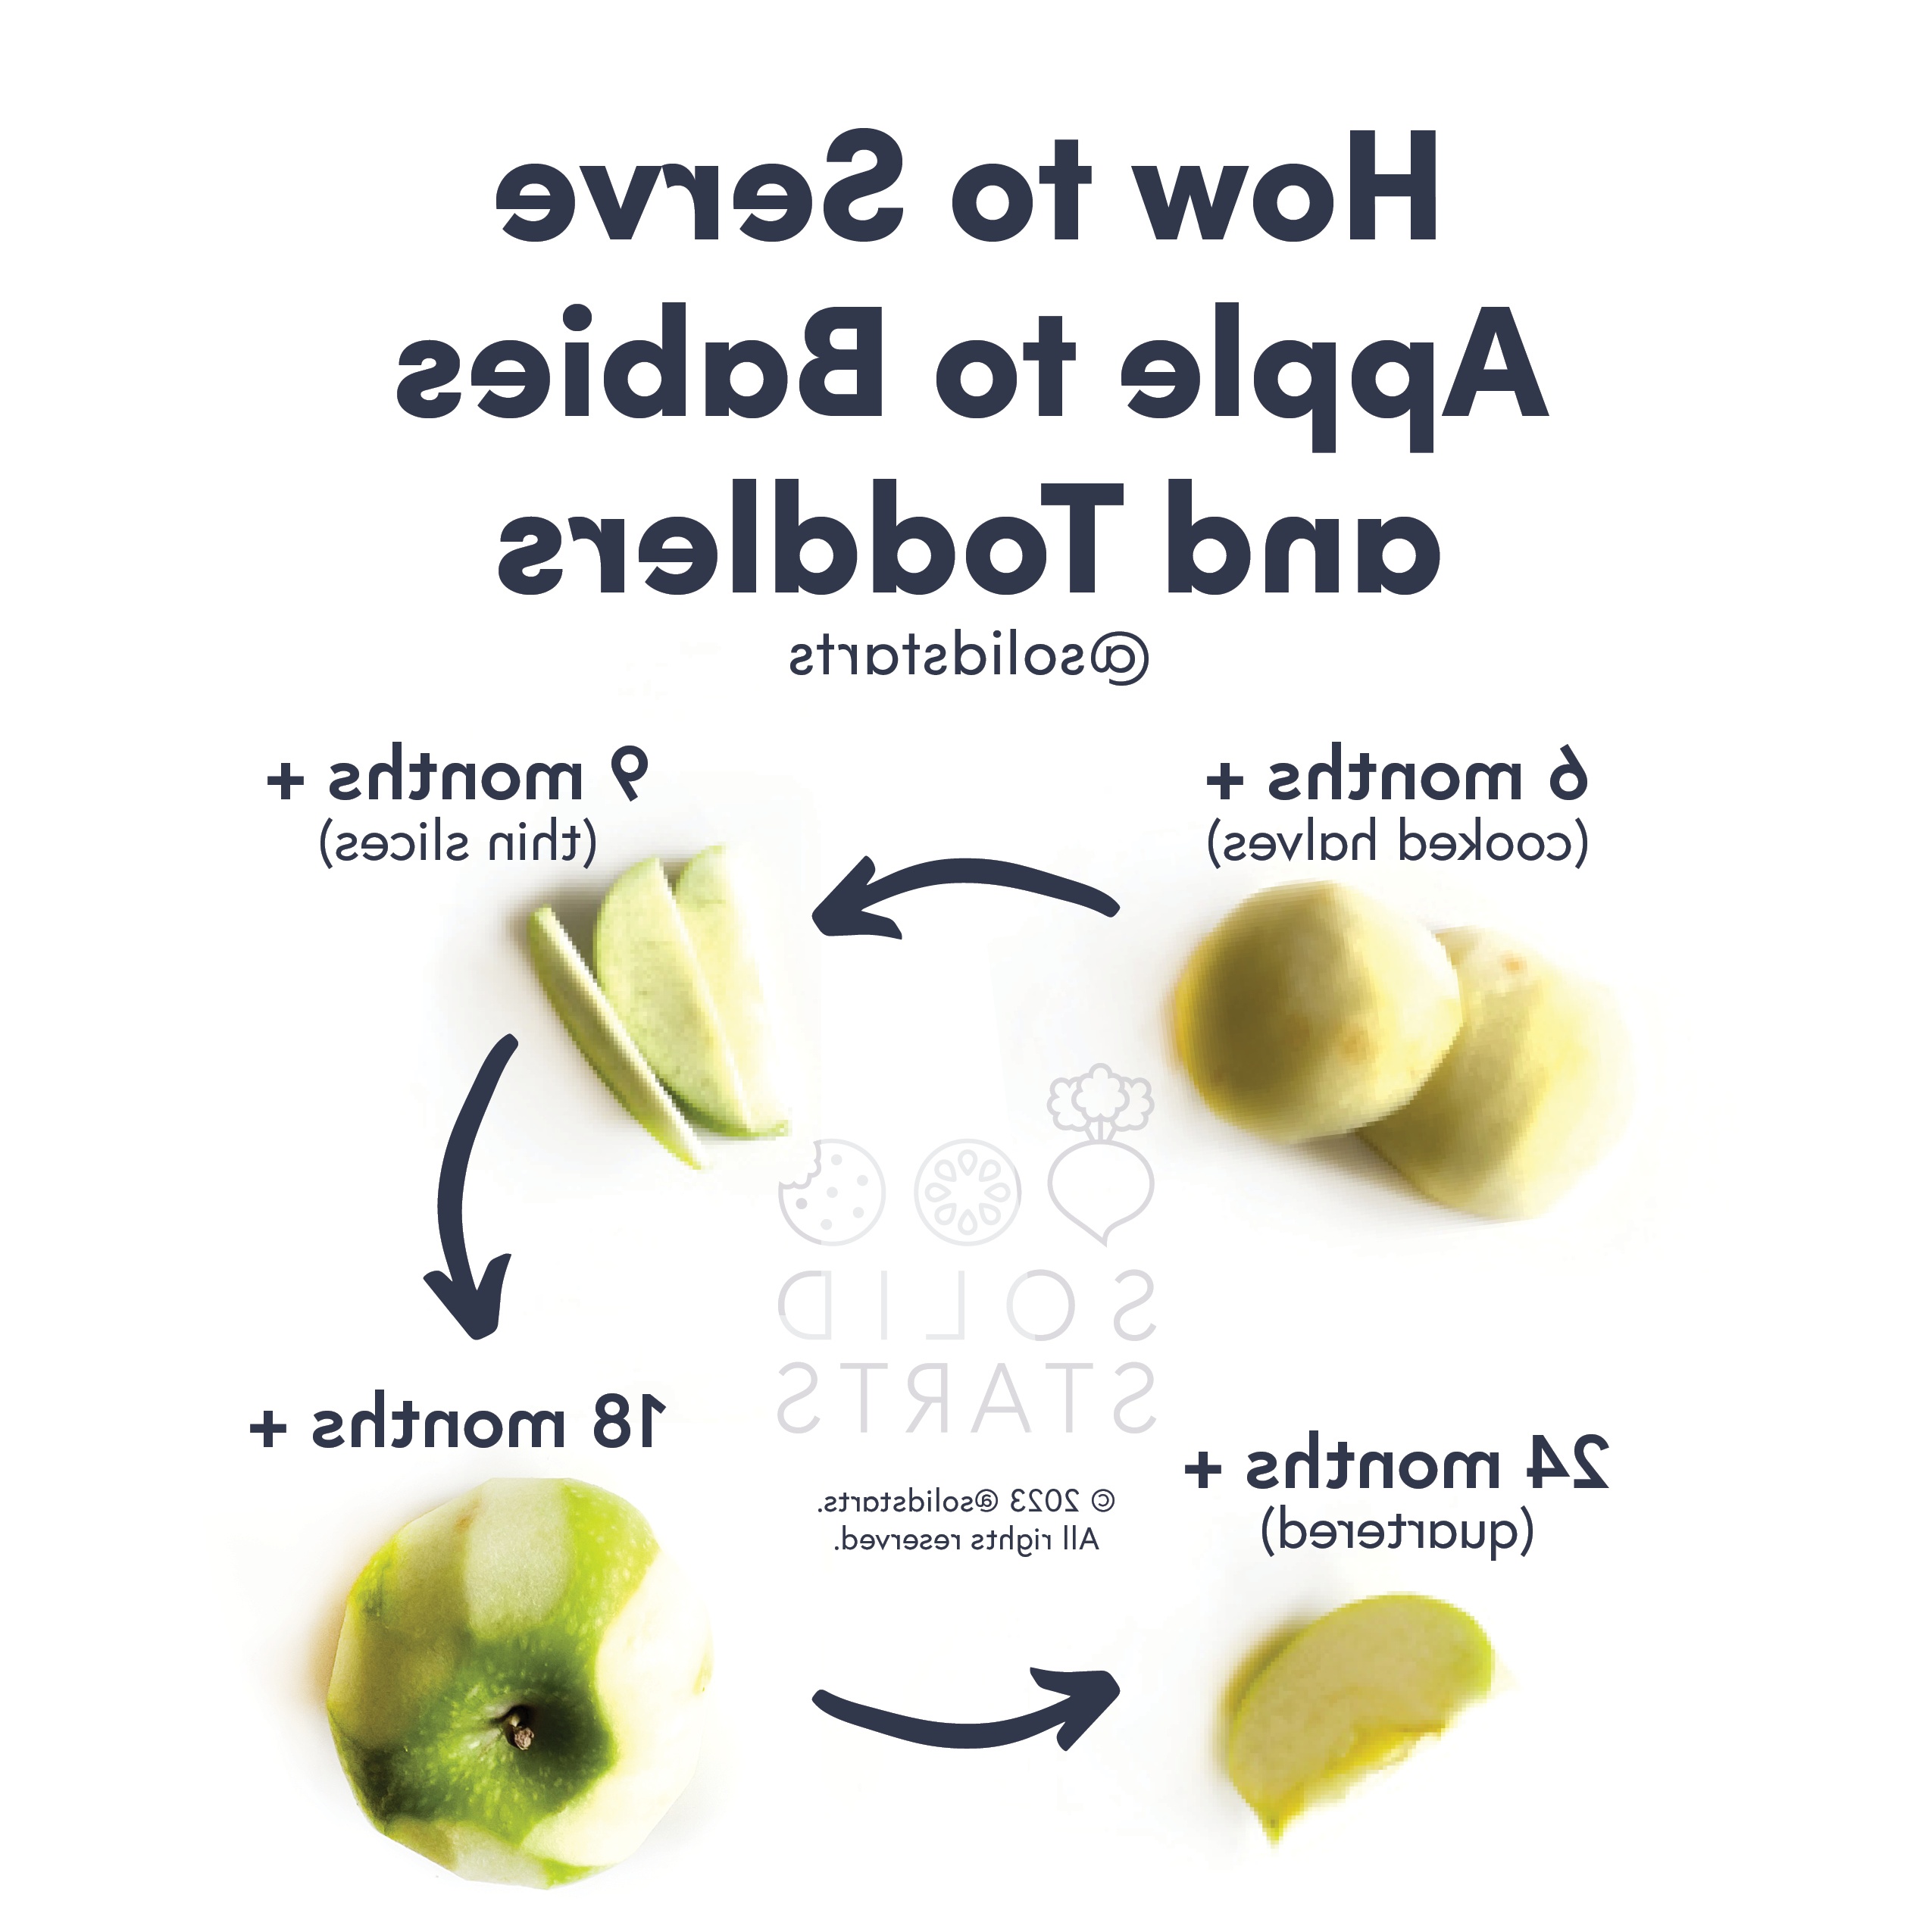 How to Serve
Apple to Babies
and Toddlers
@solidstarts
6 months +
(cooked halves)
9 months +
(thin slices)
SOLID
STARTS
18 months +
24 months +
(quartered)
© 2023 @solidstarts.
All rights reserved.